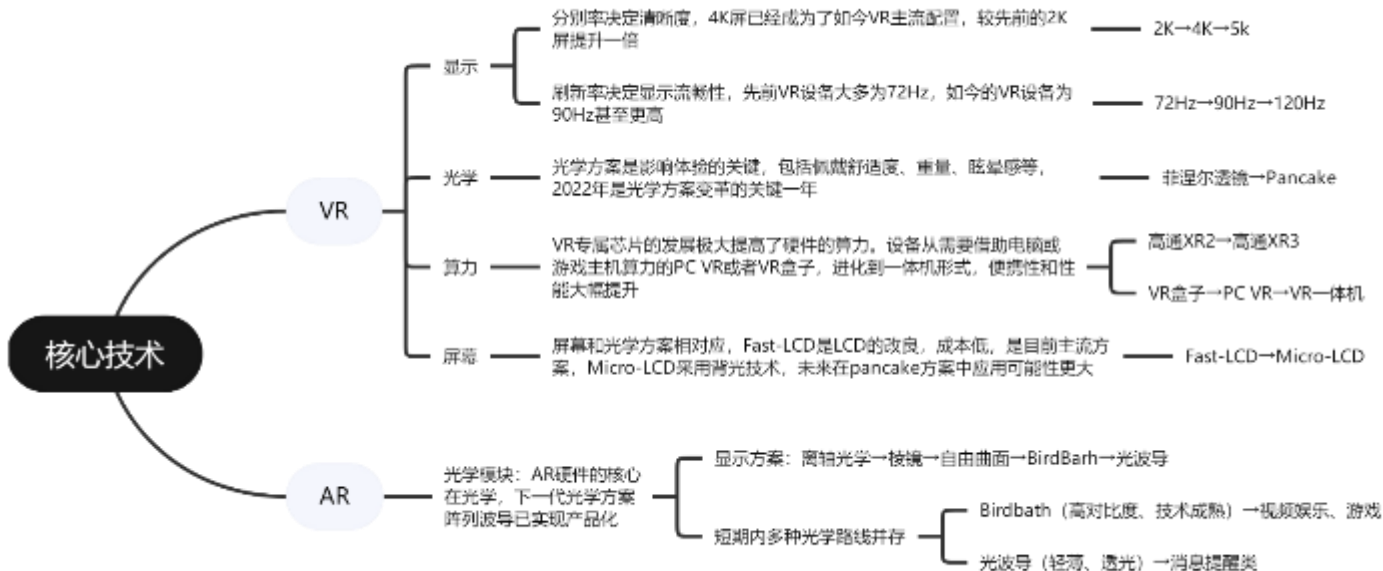 核心技术
VR
显示
分别率决定清晰度，4K屏已经成为了如今VR主流配置，较先前的2K
屏提升一倍
2K→4K→5k
刷新率决定显示流畅性，先前VR设备大多为72Hz，如今的VR设备为
90Hz甚至更高
72Hz→90Hz→120Hz
光学
光学方案是影响体验的关键，包括佩戴舒适度、重量、眩晕感等，
2022年是光学方案变革的关键一年
菲涅尔透镜→Pancake
算力
VR专属芯片的发展极大提高了硬件的算力。设备从需要借助电脑或
游戏主机算力的PC VR或者VR盒子，进化到一体机形式，便携性和性
能大幅提升
高通XR2→高通XR3
VR盒子→PC VR→VR一体机
屏幕
屏幕和光学方案相对应，Fast-LCD是LCD的改良，成本低，是目前主流方
案，Micro-LCD采用背光技术，未来在pancake方案中应用可能性更大
Fast-LCD→Micro-LCD
AR
光学模块：AR硬件的核心
在光学，下一代光学方案
阵列波导已实现产品化
显示方案：离轴光学→棱镜→自由曲面→BirdBarh→光波导
短期内多种光学路线并存
Birdbath（高对比度、技术成熟）→视频娱乐、游戏
光波导（轻薄、透光）→消息提醒类